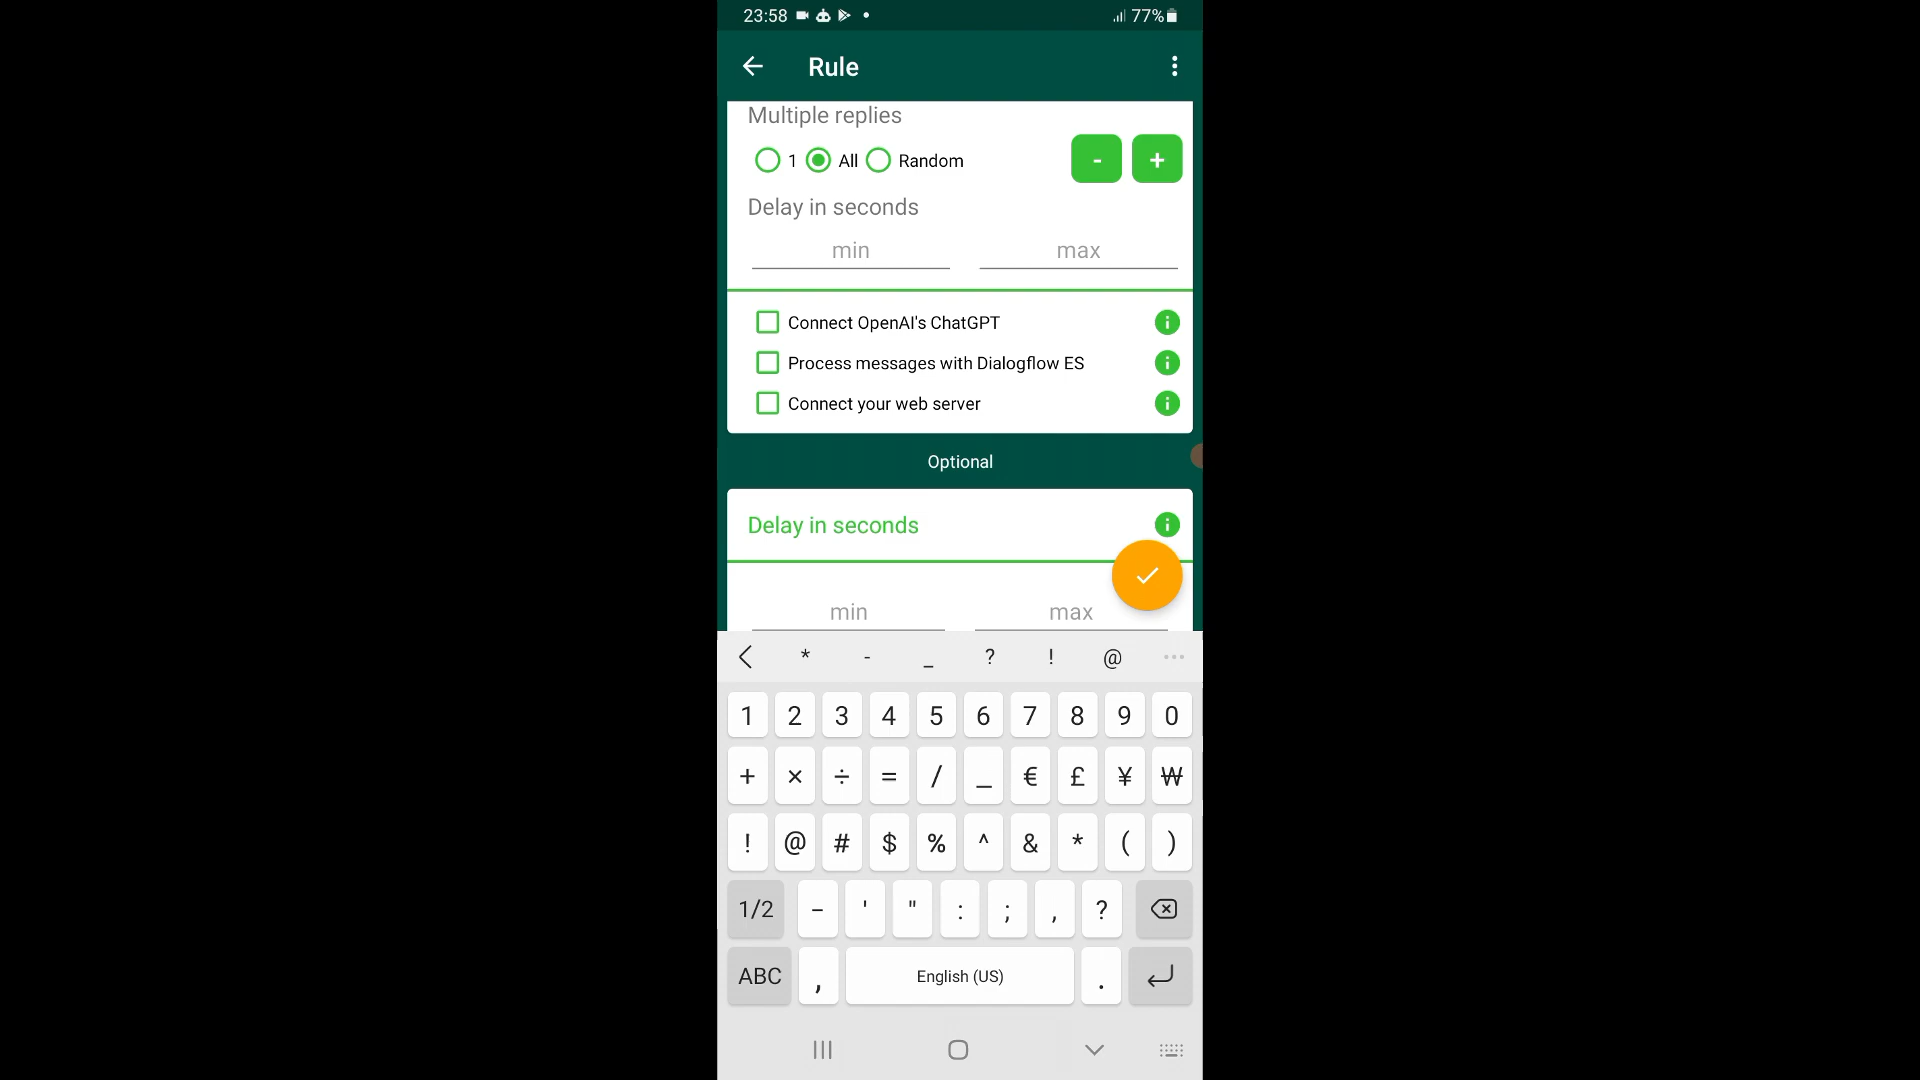 23:58 77%
Rule
Multiple replies
1 All Random - +
Delay in seconds
min max
Connect OpenAI's ChatGPT i
Process messages with Dialogflow ES i
Connect your web server i
Optional
Delay in seconds i
min max
* - _ ? ! @
1 2 3 4 5 6 7 8 9 0
+ × ÷ = / _ € £ ¥ ₩
! @ # $ % ^ & * ( )
1/2 - ' " : ; , ?
ABC , English (US) .